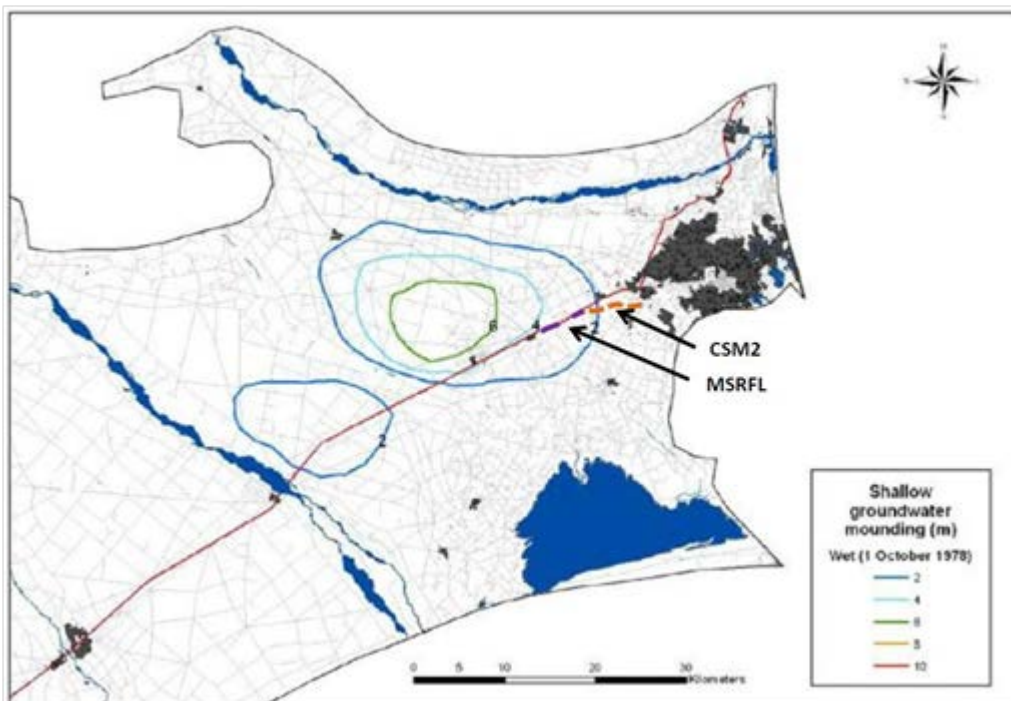 N
6
4
2
CSM2
MSRFL
2
Shallow
groundwater
mounding (m)
Wet (1 October 1978)
2
4
6
8
10
0 5 10 20 30
Kilometers